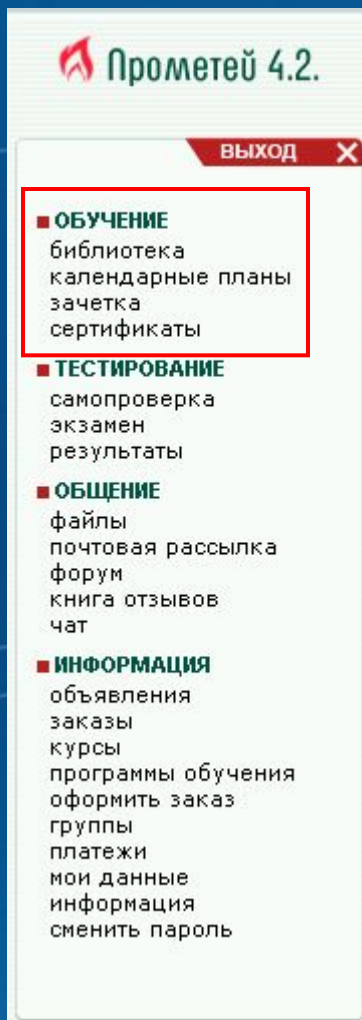 Прометей 4.2.
ВЫХОД
ОБУЧЕНИЕ
библиотека
календарные планы
зачетка
сертификаты
ТЕСТИРОВАНИЕ
самопроверка
экзамен
результаты
ОБЩЕНИЕ
файлы
почтовая рассылка
форум
книга отзывов
чат
ИНФОРМАЦИЯ
объявления
заказы
курсы
программы обучения
оформить заказ
группы
платежи
мои данные
информация
сменить пароль